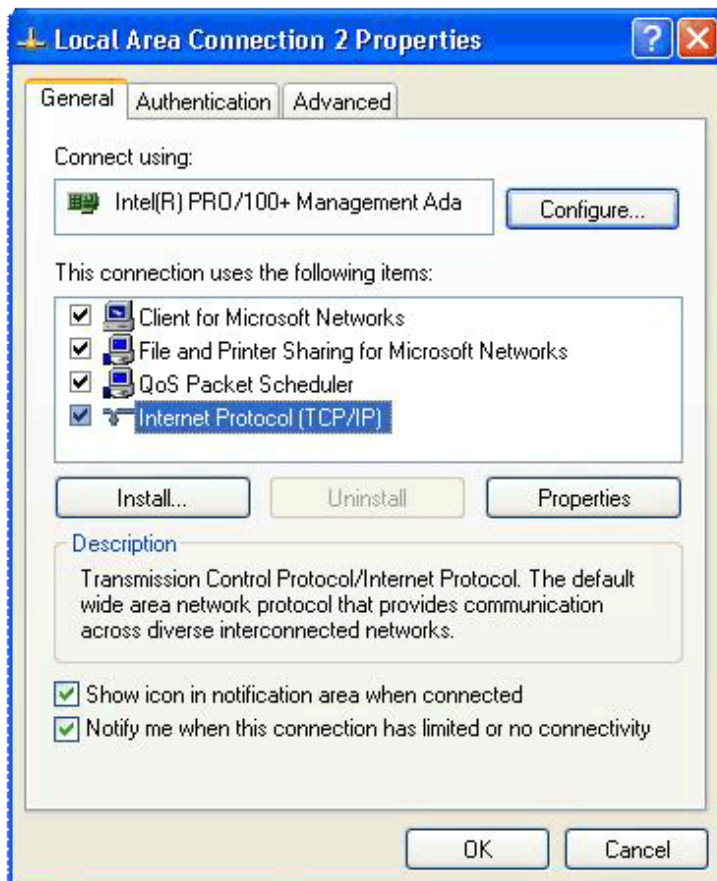 Local Area Connection 2 Properties
General Authentication Advanced
Connect using:
Intel(R) PRO/100+ Management Ada
Configure...
This connection uses the following items:
Client for Microsoft Networks
File and Printer Sharing for Microsoft Networks
QoS Packet Scheduler
Internet Protocol (TCP/IP)
Install... Uninstall Properties
Description
Transmission Control Protocol/Internet Protocol. The default
wide area network protocol that provides communication
across diverse interconnected networks.
Show icon in notification area when connected
Notify me when this connection has limited or no connectivity
OK Cancel